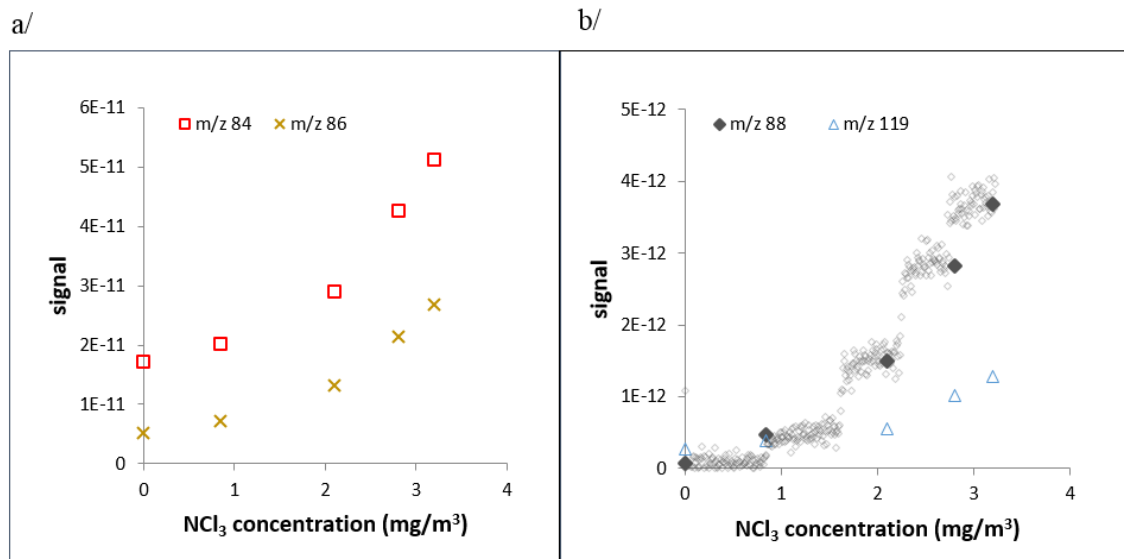 a/
b/
m/z 84
m/z 86
6E-11
5E-11
4E-11
3E-11
2E-11
1E-11
0
signal
0 1 2 3 4
NCl₃ concentration (mg/m³)
m/z 88
m/z 119
5E-12
4E-12
3E-12
2E-12
1E-12
0
signal
0 1 2 3 4
NCl₃ concentration (mg/m³)